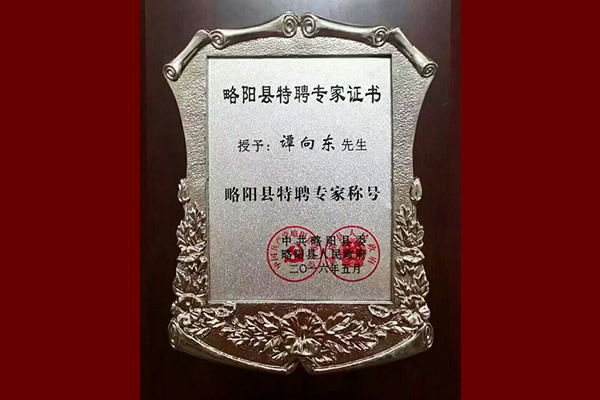 略阳县特聘专家证书
授予：谭向东 先生
略阳县特聘专家称号
中共略阳县委
略阳县人民政府
二〇一六年五月